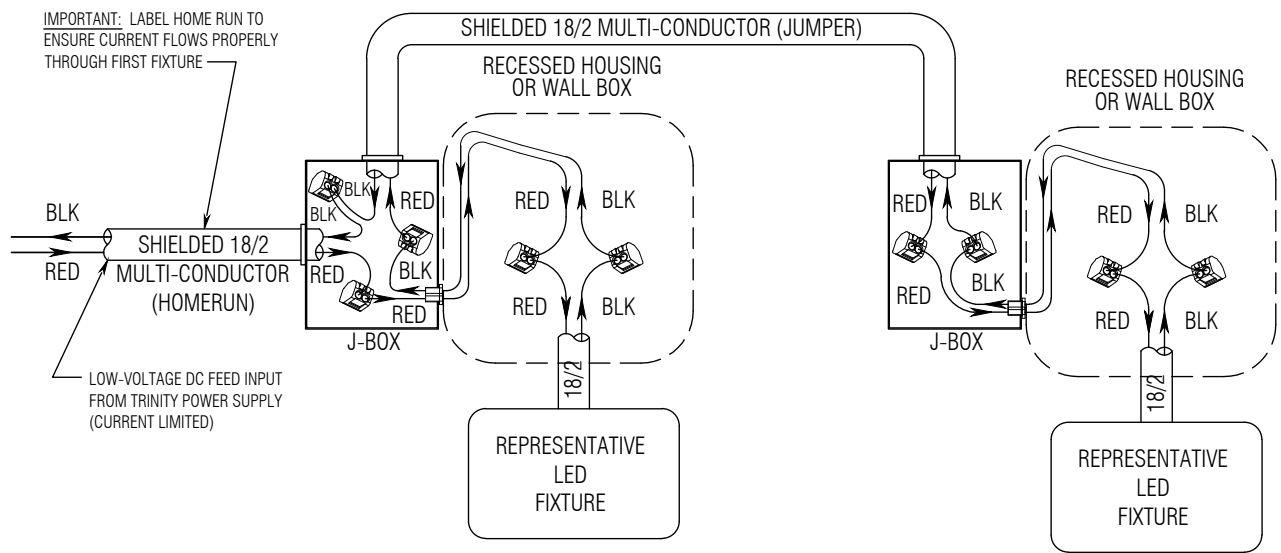 IMPORTANT: LABEL HOME RUN TO
ENSURE CURRENT FLOWS PROPERLY
THROUGH FIRST FIXTURE
SHIELDED 18/2 MULTI-CONDUCTOR (JUMPER)
RECESSED HOUSING
OR WALL BOX
RECESSED HOUSING
OR WALL BOX
BLK
RED
SHIELDED 18/2
MULTI-CONDUCTOR
(HOMERUN)
BLK
BLK
RED
RED
BLK
RED
J-BOX
RED
BLK
RED
BLK
18/2
REPRESENTATIVE
LED
FIXTURE
LOW-VOLTAGE DC FEED INPUT
FROM TRINITY POWER SUPPLY
(CURRENT LIMITED)
RED
BLK
RED
BLK
J-BOX
RED
BLK
RED
BLK
18/2
REPRESENTATIVE
LED
FIXTURE